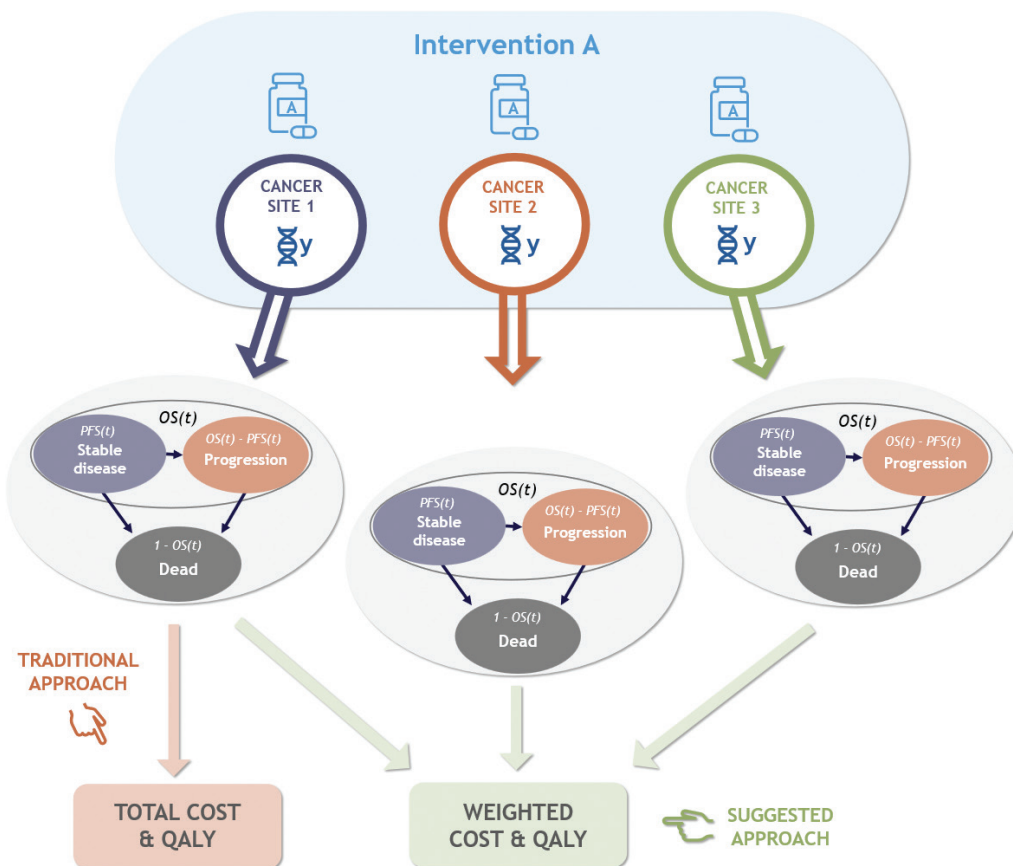 Intervention A
A
A
A
CANCER
SITE 1
y
CANCER
SITE 2
y
CANCER
SITE 3
y
OS(t)
PFS(t)
Stable
disease
OS(t) - PFS(t)
Progression
1 - OS(t)
Dead
OS(t)
PFS(t)
Stable
disease
OS(t) - PFS(t)
Progression
1 - OS(t)
Dead
OS(t)
PFS(t)
Stable
disease
OS(t) - PFS(t)
Progression
1 - OS(t)
Dead
TRADITIONAL
APPROACH
TOTAL COST
& QALY
WEIGHTED
COST & QALY
SUGGESTED
APPROACH